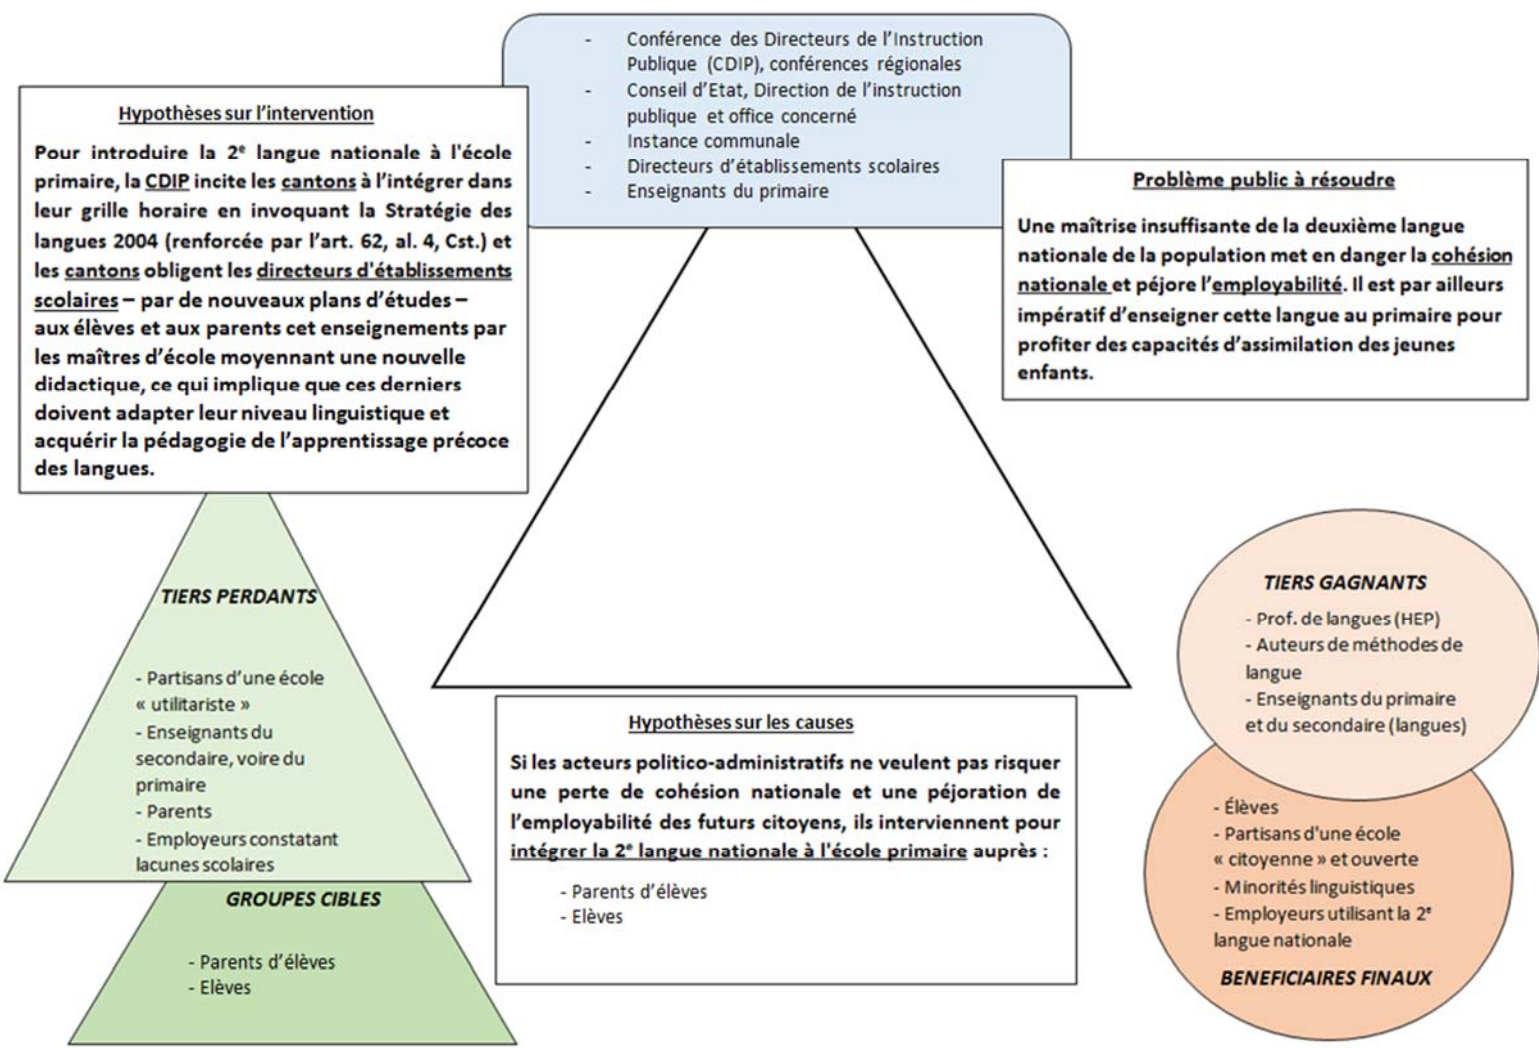 - Conférence des Directeurs de l'Instruction
Publique (CDIP), conférences régionales
- Conseil d'Etat, Direction de l'instruction
publique et office concerné
- Instance communale
- Directeurs d'établissements scolaires
- Enseignants du primaire
Hypothèses sur l'intervention
Pour introduire la 2e langue nationale à l'école
primaire, la CDIP incite les cantons à l'intégrer dans
leur grille horaire en invoquant la Stratégie des
langues 2004 (renforcée par l'art. 62, al. 4, Cst.) et
les cantons obligent les directeurs d'établissements
scolaires – par de nouveaux plans d'études –
aux élèves et aux parents cet enseignements par
les maîtres d'école moyennant une nouvelle
didactique, ce qui implique que ces derniers
doivent adapter leur niveau linguistique et
acquérir la pédagogie de l'apprentissage précoce
des langues.
Problème public à résoudre
Une maîtrise insuffisante de la deuxième langue
nationale de la population met en danger la cohésion
nationale et péjore l'employabilité. Il est par ailleurs
impératif d'enseigner cette langue au primaire pour
profiter des capacités d'assimilation des jeunes
enfants.
TIERS PERDANTS
- Partisans d'une école
« utilitariste »
- Enseignants du
secondaire, voire du
primaire
- Parents
- Employeurs constatant
lacunes scolaires
GROUPES CIBLES
- Parents d'élèves
- Elèves
Hypothèses sur les causes
Si les acteurs politico-administratifs ne veulent pas risquer
une perte de cohésion nationale et une péjoration de
l'employabilité des futurs citoyens, ils interviennent pour
intégrer la 2e langue nationale à l'école primaire auprès :
- Parents d'élèves
- Elèves
TIERS GAGNANTS
- Prof. de langues (HEP)
- Auteurs de méthodes de
langue
- Enseignants du primaire
et du secondaire (langues)
- Élèves
- Partisans d'une école
« citoyenne » et ouverte
- Minorités linguistiques
- Employeurs utilisant la 2e
langue nationale
BENEFICIAIRES FINAUX